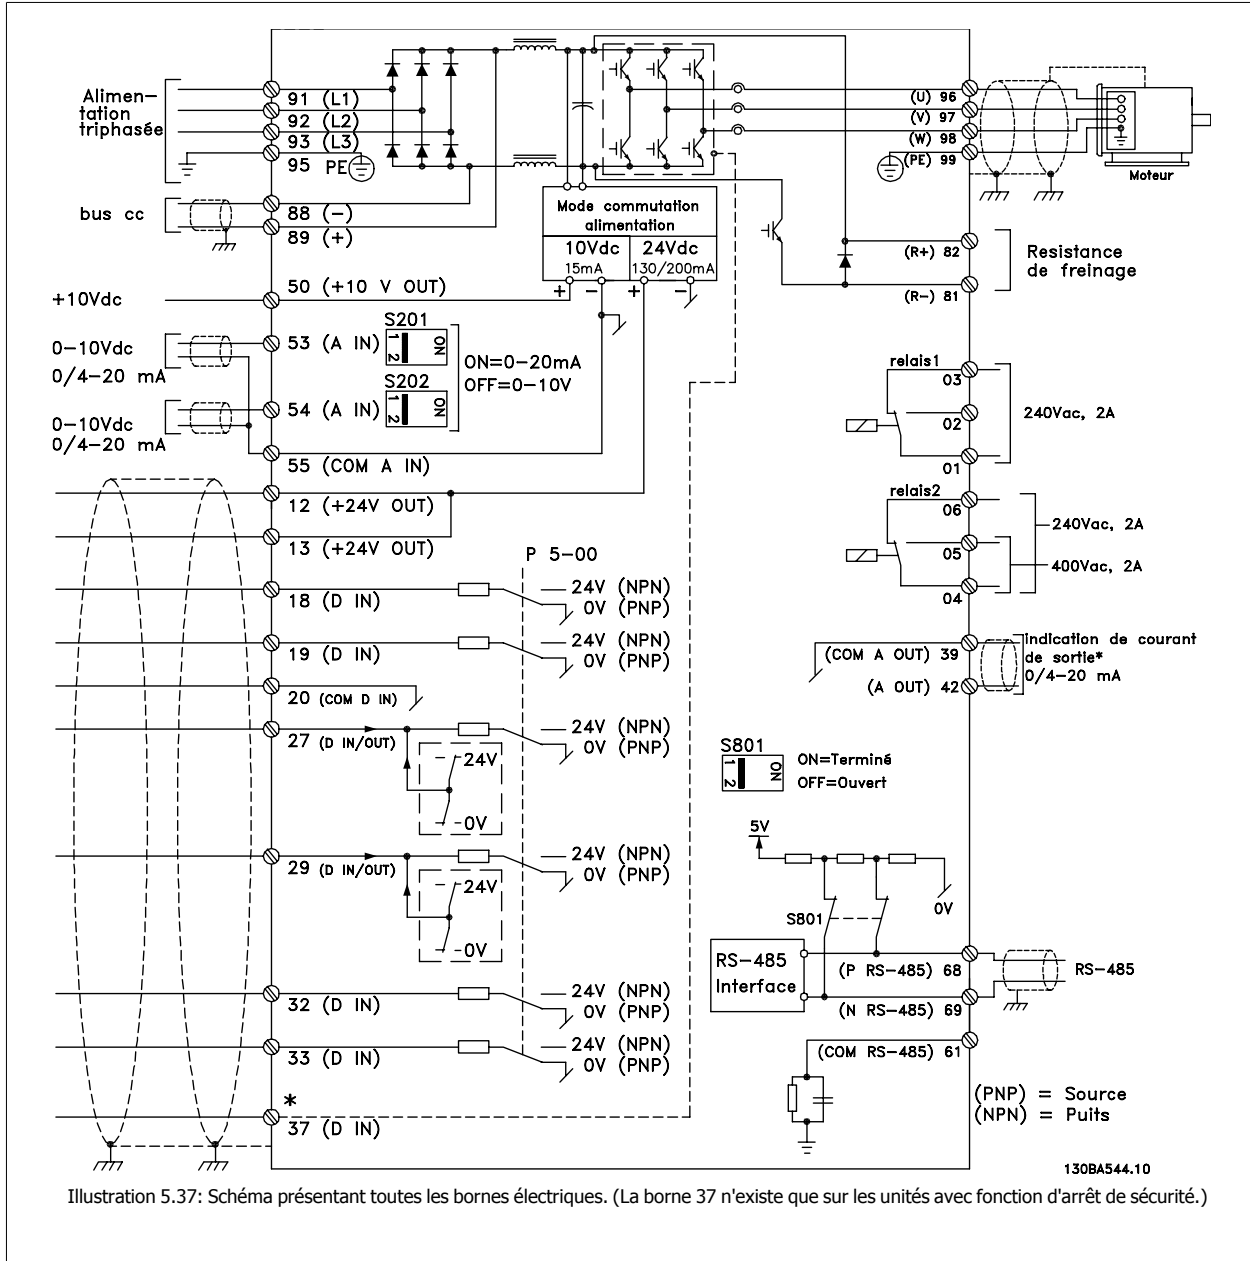 Alimen-
tation
triphasée
91 (L1)
92 (L2)
93 (L3)
95 PE
bus cc
88 (-)
89 (+)
Mode commutation
alimentation
10Vdc
15mA
24Vdc
130/200mA
+ - + -
(U) 96
(V) 97
(W) 98
(PE) 99
Moteur
(R+) 82
(R-) 81
Resistance
de freinage
+10Vdc
50 (+10 V OUT)
0-10Vdc
0/4-20 mA
53 (A IN)
S201
1 2
ON
ON=0-20mA
OFF=0-10V
S202
1 2
ON
0-10Vdc
0/4-20 mA
54 (A IN)
55 (COM A IN)
12 (+24V OUT)
13 (+24V OUT)
P 5-00
18 (D IN)
24V (NPN)
0V (PNP)
19 (D IN)
24V (NPN)
0V (PNP)
20 (COM D IN)
27 (D IN/OUT)
24V (NPN)
0V (PNP)
24V
0V
29 (D IN/OUT)
24V (NPN)
0V (PNP)
24V
0V
32 (D IN)
24V (NPN)
0V (PNP)
33 (D IN)
24V (NPN)
0V (PNP)
*
37 (D IN)
relais1
03
02
01
240Vac, 2A
relais2
06
05
04
240Vac, 2A
400Vac, 2A
(COM A OUT) 39
(A OUT) 42
indication de courant
de sortie*
0/4-20 mA
S801
1 2
ON
ON=Terminé
OFF=Ouvert
5V
0V
S801
RS-485
Interface
(P RS-485) 68
(N RS-485) 69
RS-485
(COM RS-485) 61
(PNP) = Source
(NPN) = Puits
130BA544.10
Illustration 5.37: Schéma présentant toutes les bornes électriques. (La borne 37 n'existe que sur les unités avec fonction d'arrêt de sécurité.)